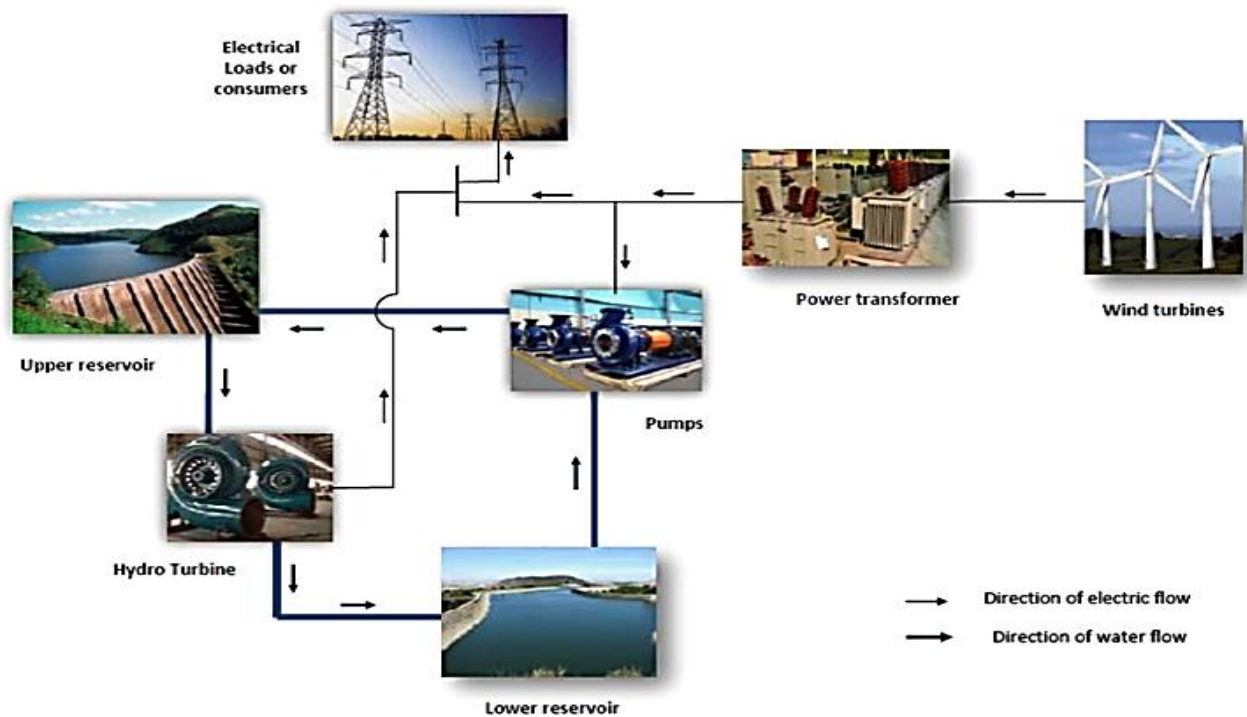 Electrical
Loads or
consumers
Power transformer
Wind turbines
Upper reservoir
Pumps
Hydro Turbine
Direction of electric flow
Direction of water flow
Lower reservoir